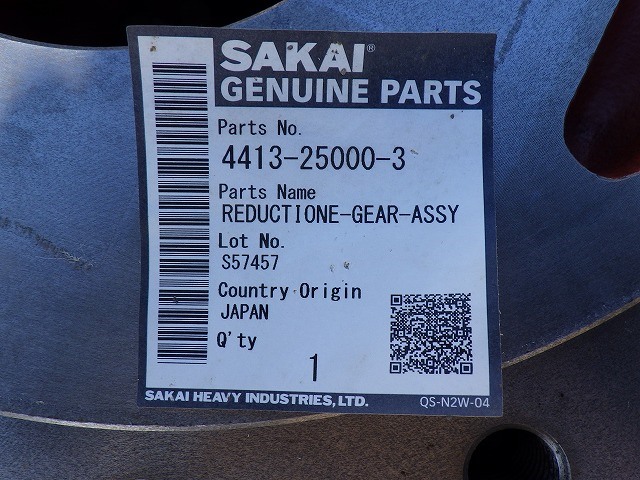 SAKAI®
GENUINE PARTS
Parts No.
4413-25000-3
Parts Name
REDUCTIONE-GEAR-ASSY
Lot No.
S57457
Country Origin
JAPAN
Q'ty
1
SAKAI HEAVY INDUSTRIES, LTD.
QS-N2W-04